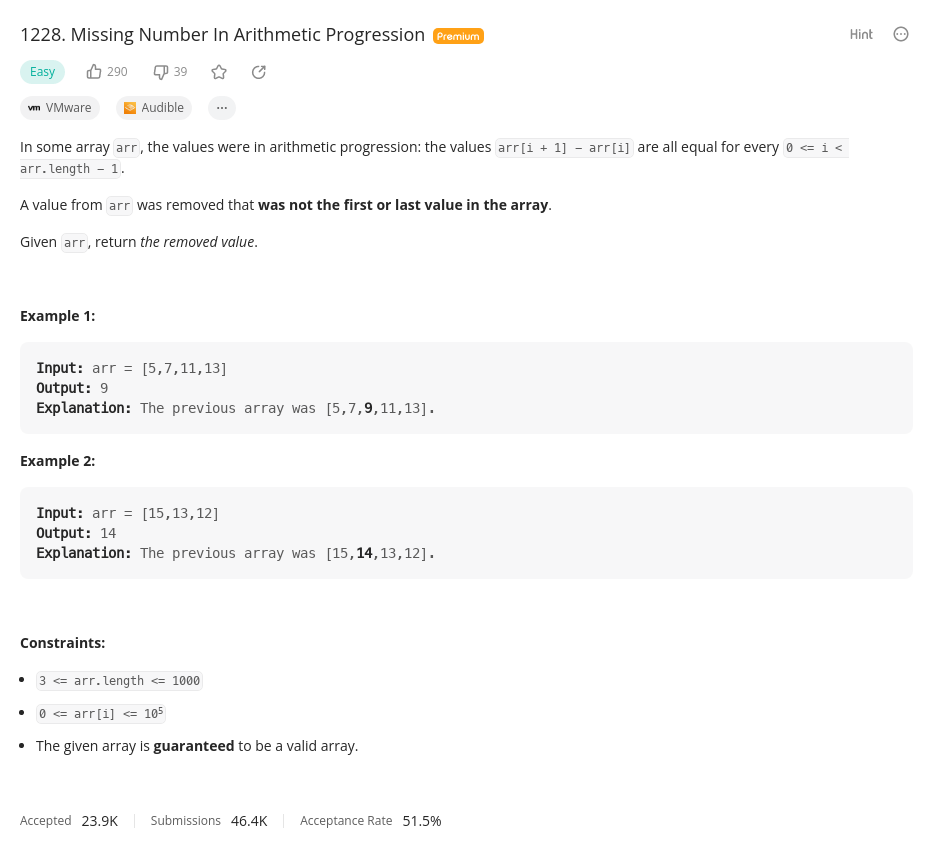 1228. Missing Number In Arithmetic Progression Premium Hint
Easy 290 39
vm VMware Audible ...
In some array arr, the values were in arithmetic progression: the values arr[i + 1] − arr[i] are all equal for every 0 <= i <
arr.length − 1.
A value from arr was removed that was not the first or last value in the array.
Given arr, return the removed value.
Example 1:
Input: arr = [5,7,11,13]
Output: 9
Explanation: The previous array was [5,7,9,11,13].
Example 2:
Input: arr = [15,13,12]
Output: 14
Explanation: The previous array was [15,14,13,12].
Constraints:
• 3 <= arr.length <= 1000
• 0 <= arr[i] <= 10⁵
• The given array is guaranteed to be a valid array.
Accepted 23.9K Submissions 46.4K Acceptance Rate 51.5%